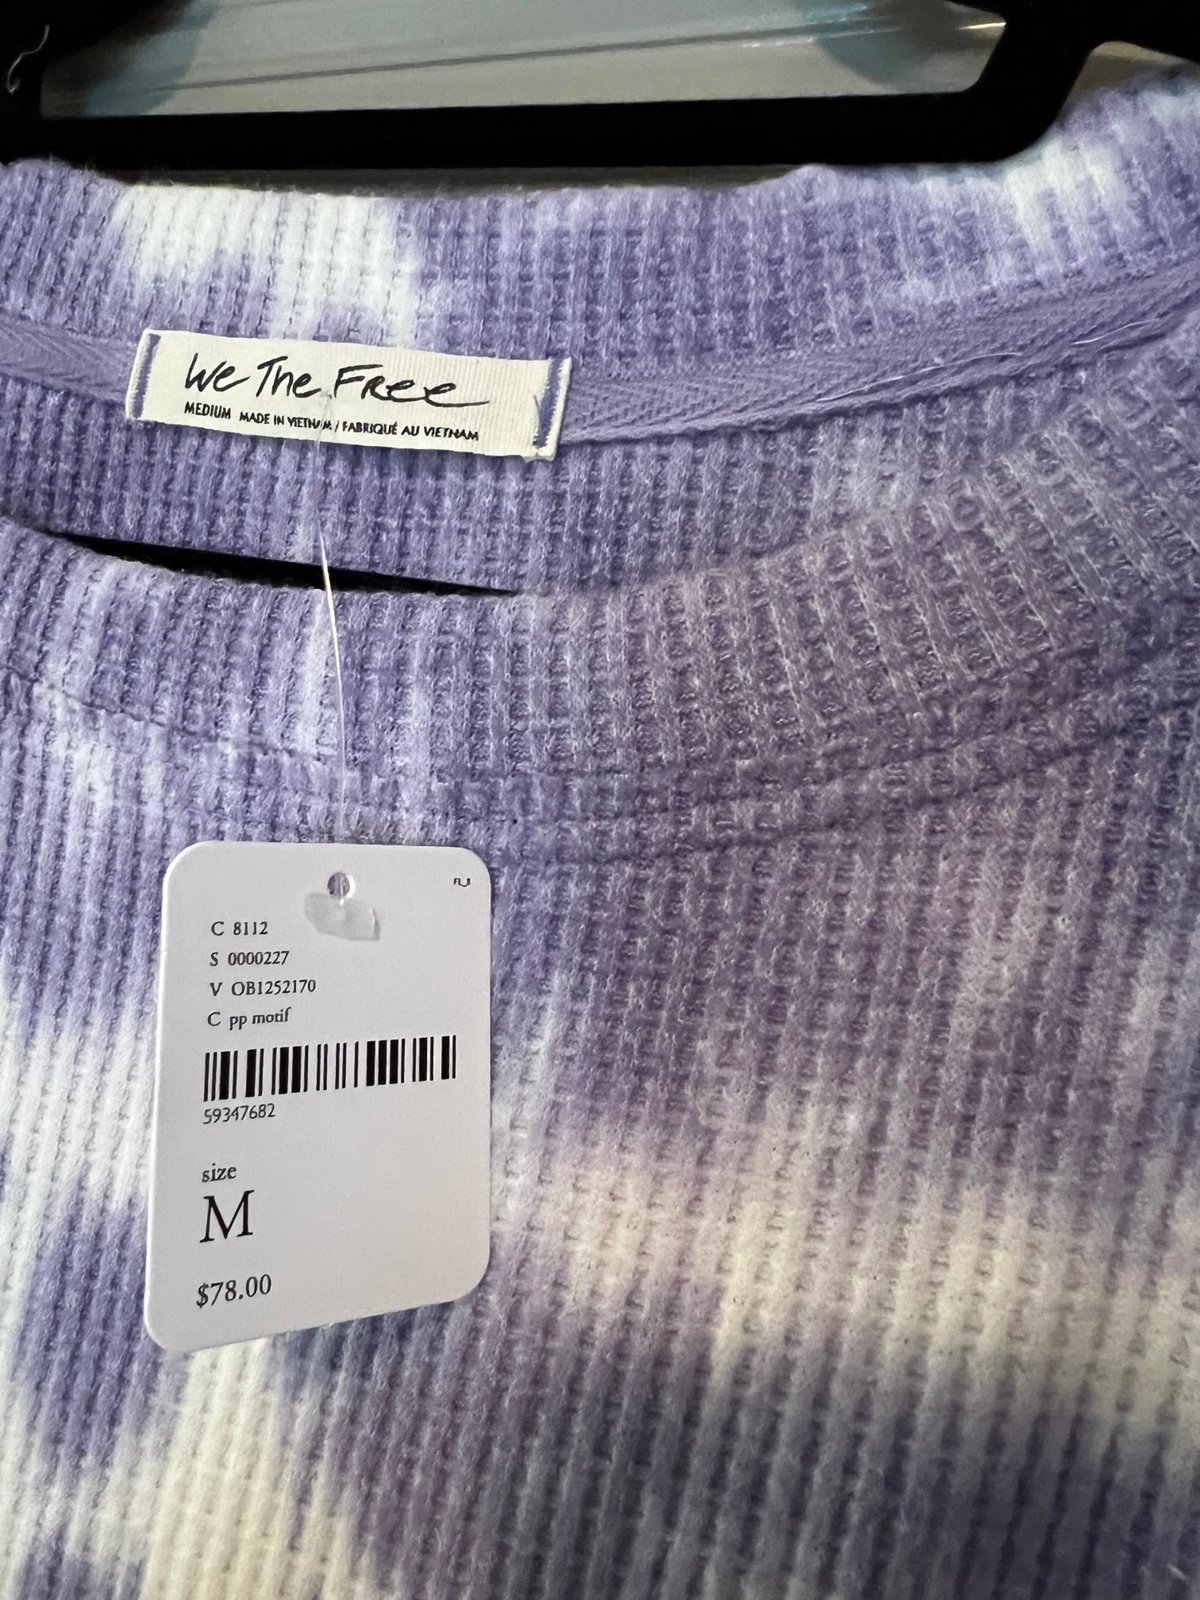 We The Free
MEDIUM MADE IN VIETNAM / FABRIQUÉ AU VIETNAM
C 8112
S 0000227
V OB1252170
C pp motif
59347682
size
M
$78.00